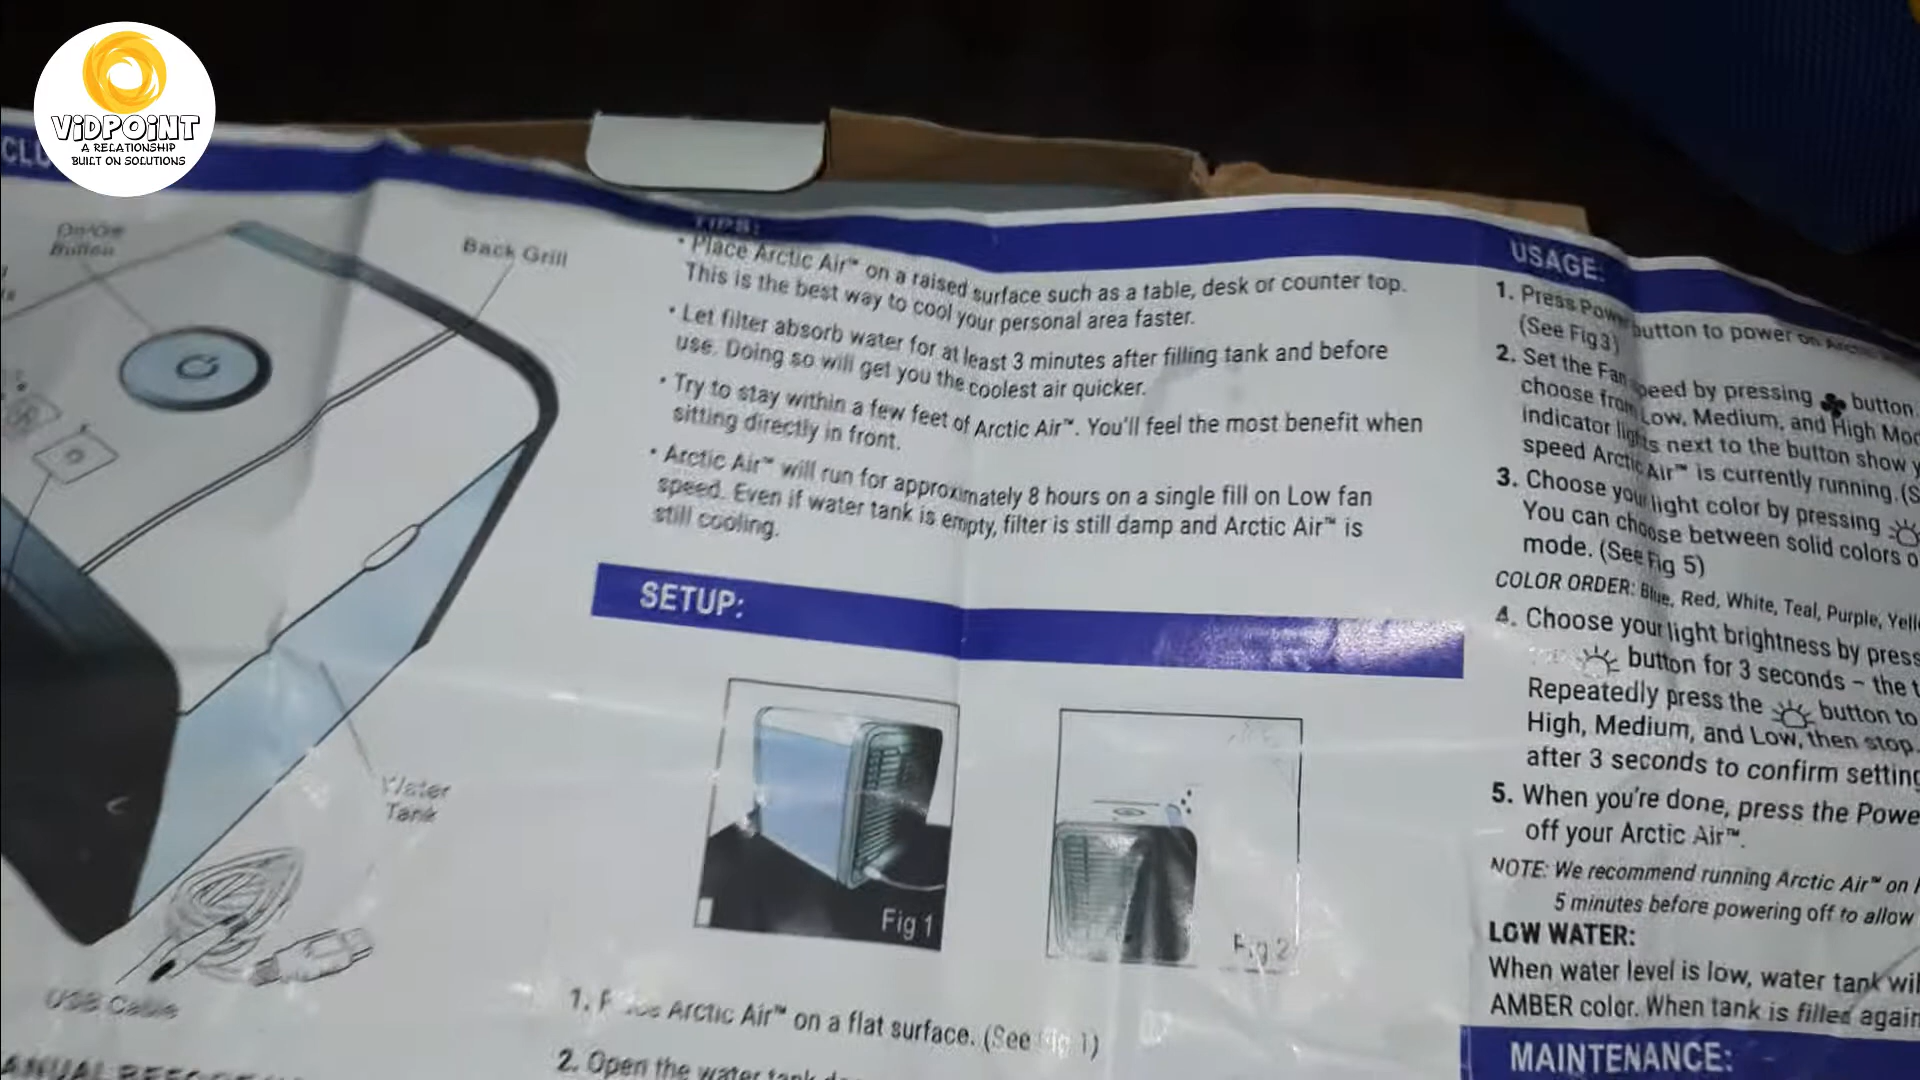 ViDPOiNT
A RELATIONSHIP
BUILT ON SOLUTIONS
On/Off
Button
Back Grill
Water
Tank
USB Cable
TIPS:
• Place Arctic Air™ on a raised surface such as a table, desk or counter top.
This is the best way to cool your personal area faster.
• Let filter absorb water for at least 3 minutes after filling tank and before
use. Doing so will get you the coolest air quicker.
• Try to stay within a few feet of Arctic Air™. You'll feel the most benefit when
sitting directly in front.
• Arctic Air™ will run for approximately 8 hours on a single fill on Low fan
speed. Even if water tank is empty, filter is still damp and Arctic Air™ is
still cooling.
SETUP:
Fig 1
Fig 2
1. Place Arctic Air™ on a flat surface. (See Fig 1)
2. Open the water tank
USAGE:
1. Press Power button to power on Arctic
(See Fig 3)
2. Set the Fan Speed by pressing button.
choose from Low, Medium, and High
indicator lights next to the button show
speed Arctic Air™ is currently running.
3. Choose your light color by pressing
You can choose between solid colors
mode. (See Fig 5)
COLOR ORDER: Blue, Red, White, Teal, Purple,
4. Choose your light brightness by
button for 3 seconds – the
Repeatedly press the button to
High, Medium, and Low, then stop.
after 3 seconds to confirm
5. When you're done, press the
off your Arctic Air™.
NOTE: We recommend running Arctic Air™ on
5 minutes before powering off to allow
LOW WATER:
When water level is low, water tank
AMBER color. When tank is filled again
MAINTENANCE: